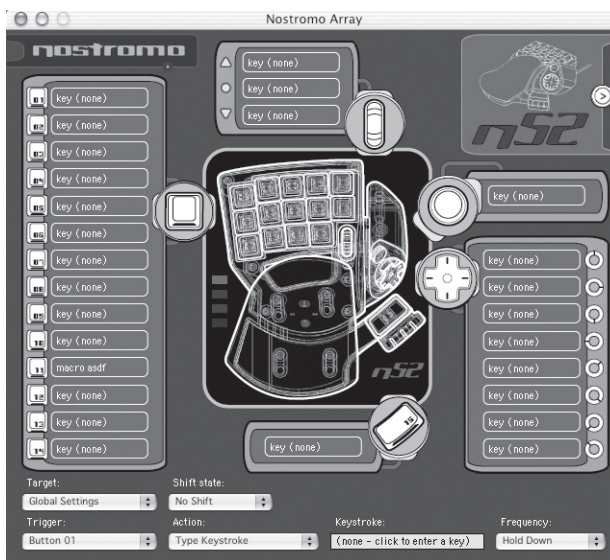 Nostromo Array
nostromo
key (none)
key (none)
key (none)
n52
01 key (none)
02 key (none)
03 key (none)
04 key (none)
05 key (none)
06 key (none)
07 key (none)
08 key (none)
09 key (none)
10 key (none)
11 macro asdf
12 key (none)
13 key (none)
14 key (none)
key (none)
key (none)
key (none)
key (none)
key (none)
key (none)
key (none)
key (none)
key (none)
n52
key (none)
15
Target:
Shift state:
Global Settings
No Shift
Trigger:
Action:
Keystroke:
Frequency:
Button 01
Type Keystroke
(none - click to enter a key)
Hold Down